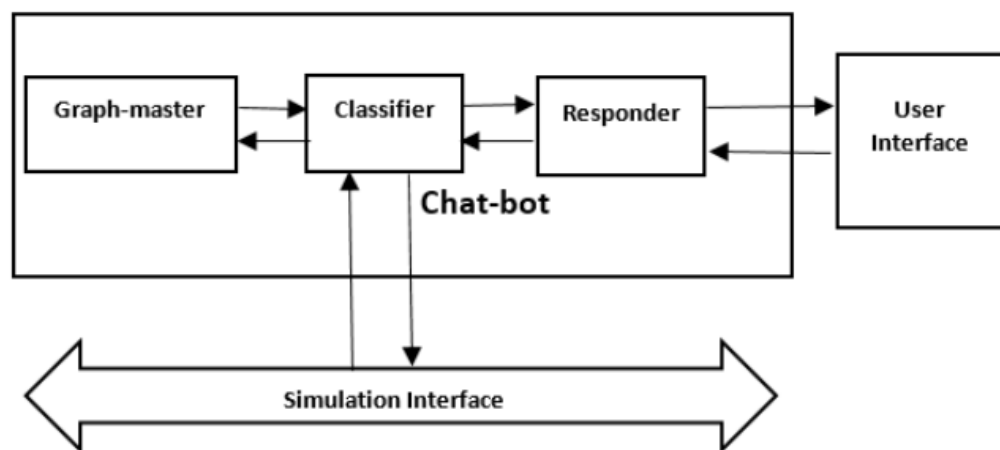 Graph-master
Classifier
Responder
User
Interface
Chat-bot
Simulation Interface